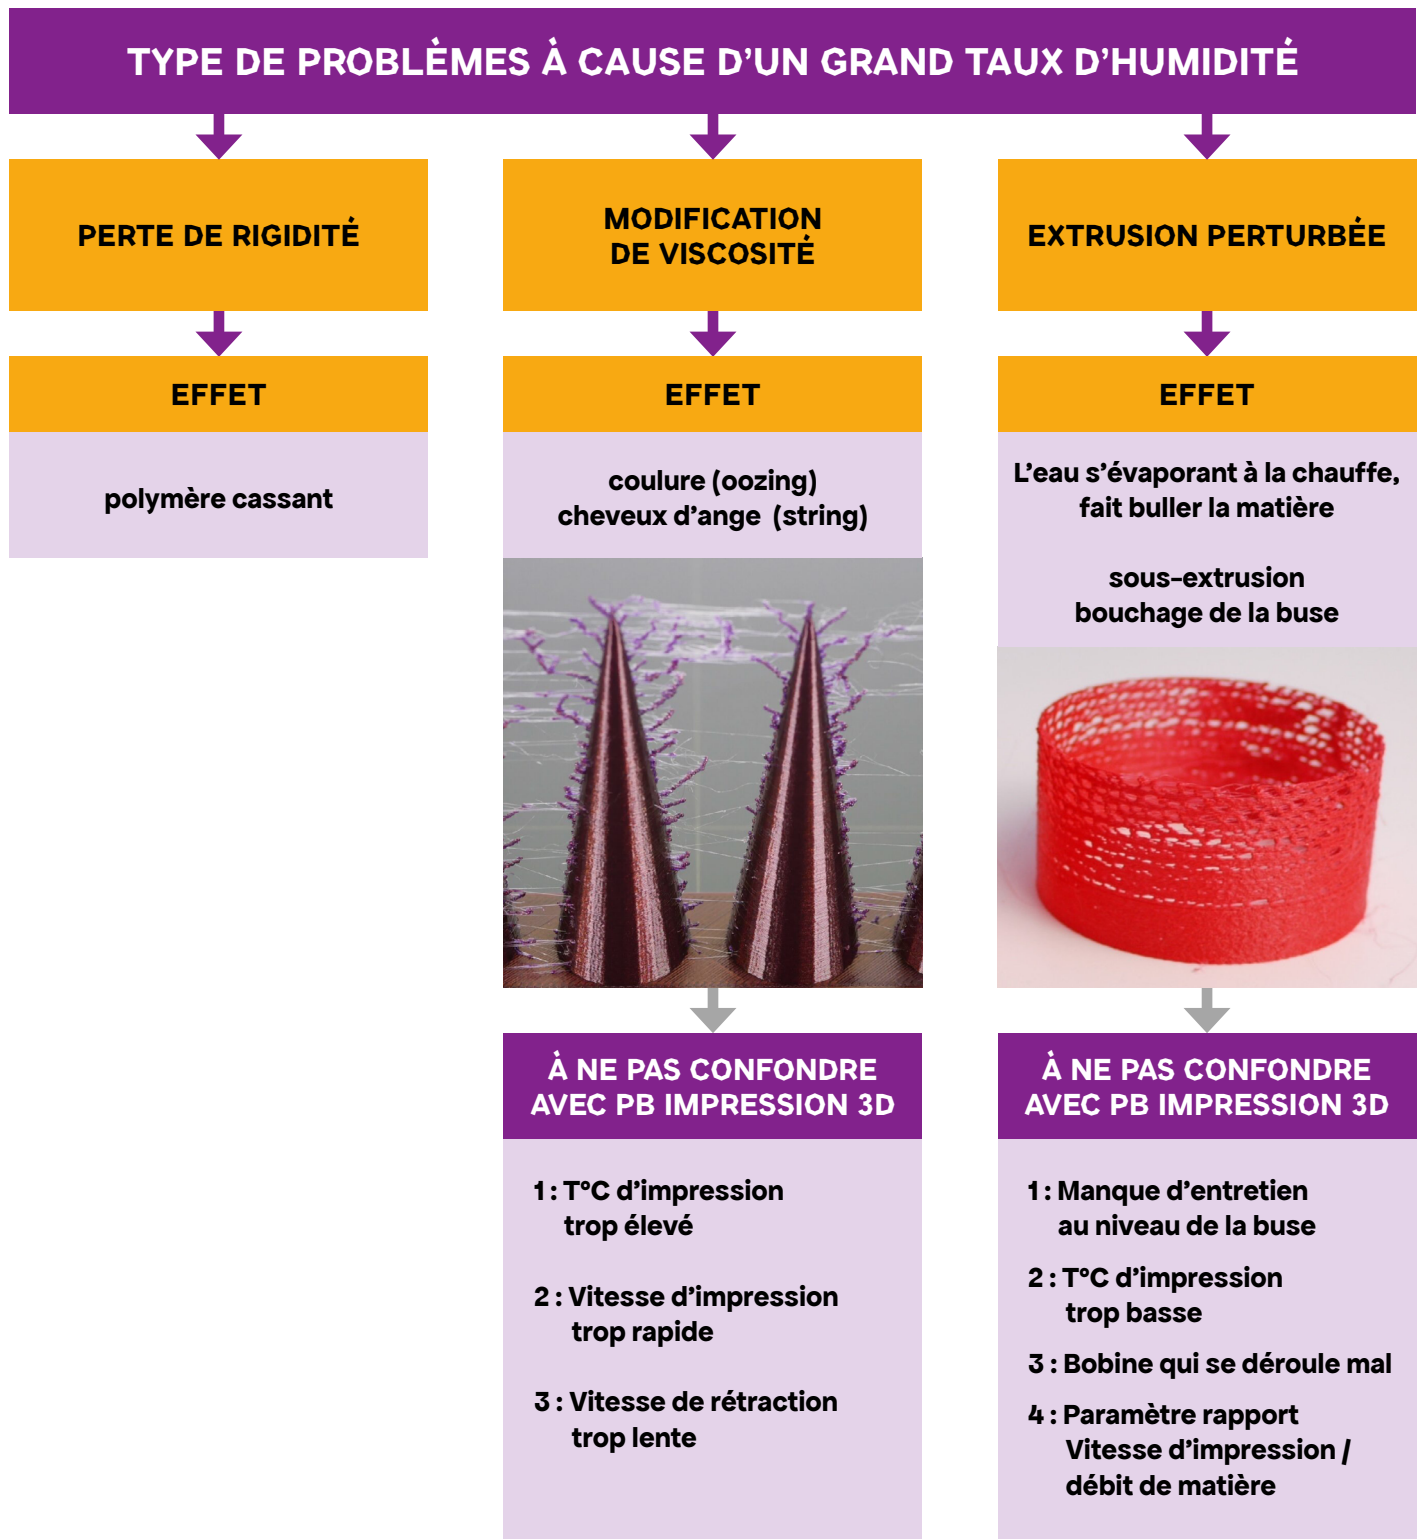 TYPE DE PROBLÈMES À CAUSE D’UN GRAND TAUX D’HUMIDITÉ
PERTE DE RIGIDITÉ
EFFET
polymère cassant
MODIFICATION
DE VISCOSITÉ
EFFET
coulure (oozing)
cheveux d’ange (string)
À NE PAS CONFONDRE
AVEC PB IMPRESSION 3D
1 : T°C d’impression
trop élevé
2 : Vitesse d’impression
trop rapide
3 : Vitesse de rétraction
trop lente
EXTRUSION PERTURBÉE
EFFET
L’eau s’évaporant à la chauffe,
fait buller la matière
sous-extrusion
bouchage de la buse
À NE PAS CONFONDRE
AVEC PB IMPRESSION 3D
1 : Manque d’entretien
au niveau de la buse
2 : T°C d’impression
trop basse
3 : Bobine qui se déroule mal
4 : Paramètre rapport
Vitesse d’impression /
débit de matière